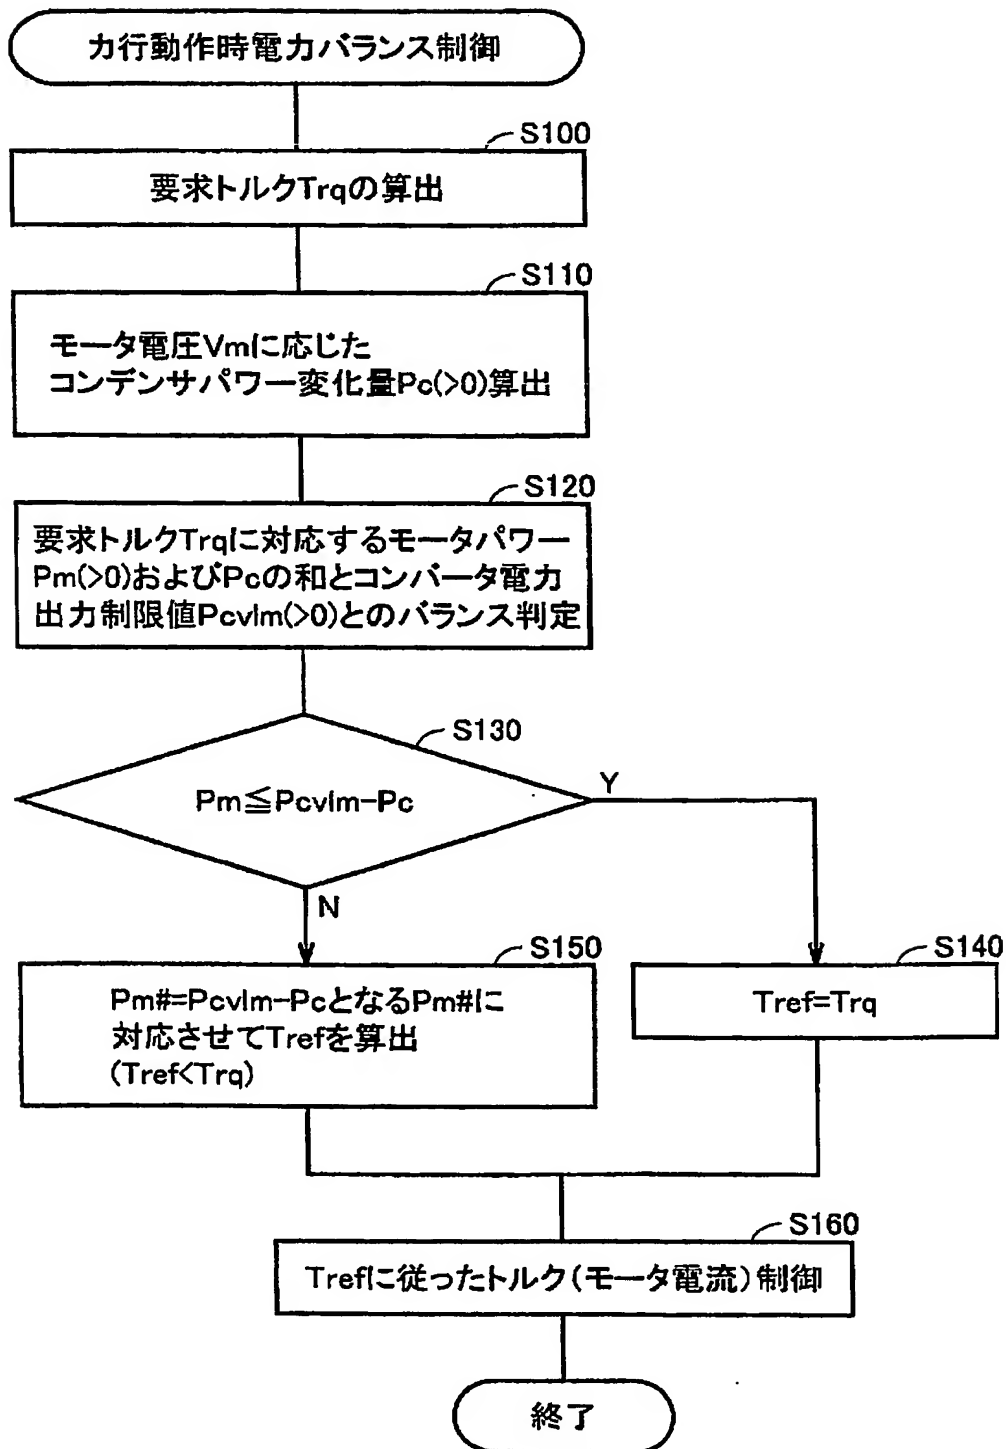 力行動作時電力バランス制御
S100
要求トルクTrqの算出
S110
モータ電圧Vmに応じた
コンデンサパワー変化量Pc(>0)算出
S120
要求トルクTrqに対応するモータパワー
Pm(>0)およびPcの和とコンバータ電力
出力制限値Pcvlm(>0)とのバランス判定
S130
Pm≦Pcvlm-Pc
Y
N
S150
Pm#=Pcvlm-PcとなるPm#に
対応させてTrefを算出
(Tref<Trq)
S140
Tref=Trq
S160
Trefに従ったトルク(モータ電流)制御
終了